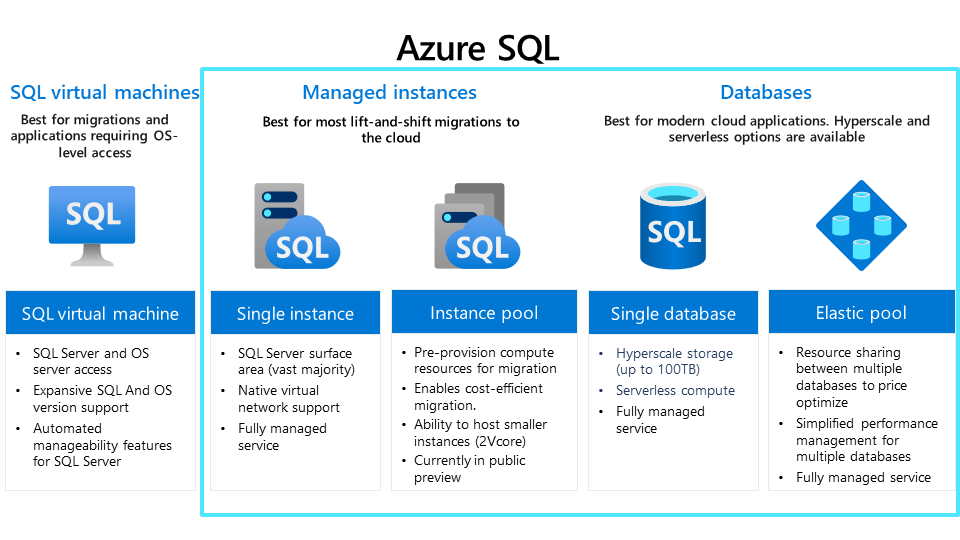 Azure SQL
SQL virtual machines
Best for migrations and
applications requiring OS-
level access
SQL
SQL virtual machine
• SQL Server and OS
server access
• Expansive SQL And OS
version support
• Automated
manageability features
for SQL Server
Managed instances
Best for most lift-and-shift migrations to
the cloud
SQL
Single instance
• SQL Server surface
area (vast majority)
• Native virtual
network support
• Fully managed
service
SQL
Instance pool
• Pre-provision compute
resources for migration
• Enables cost-efficient
migration.
• Ability to host smaller
instances (2Vcore)
• Currently in public
preview
Databases
Best for modern cloud applications. Hyperscale and
serverless options are available
SQL
Single database
• Hyperscale storage
(up to 100TB)
• Serverless compute
• Fully managed
service
Elastic pool
• Resource sharing
between multiple
databases to price
optimize
• Simplified performance
management for
multiple databases
• Fully managed service